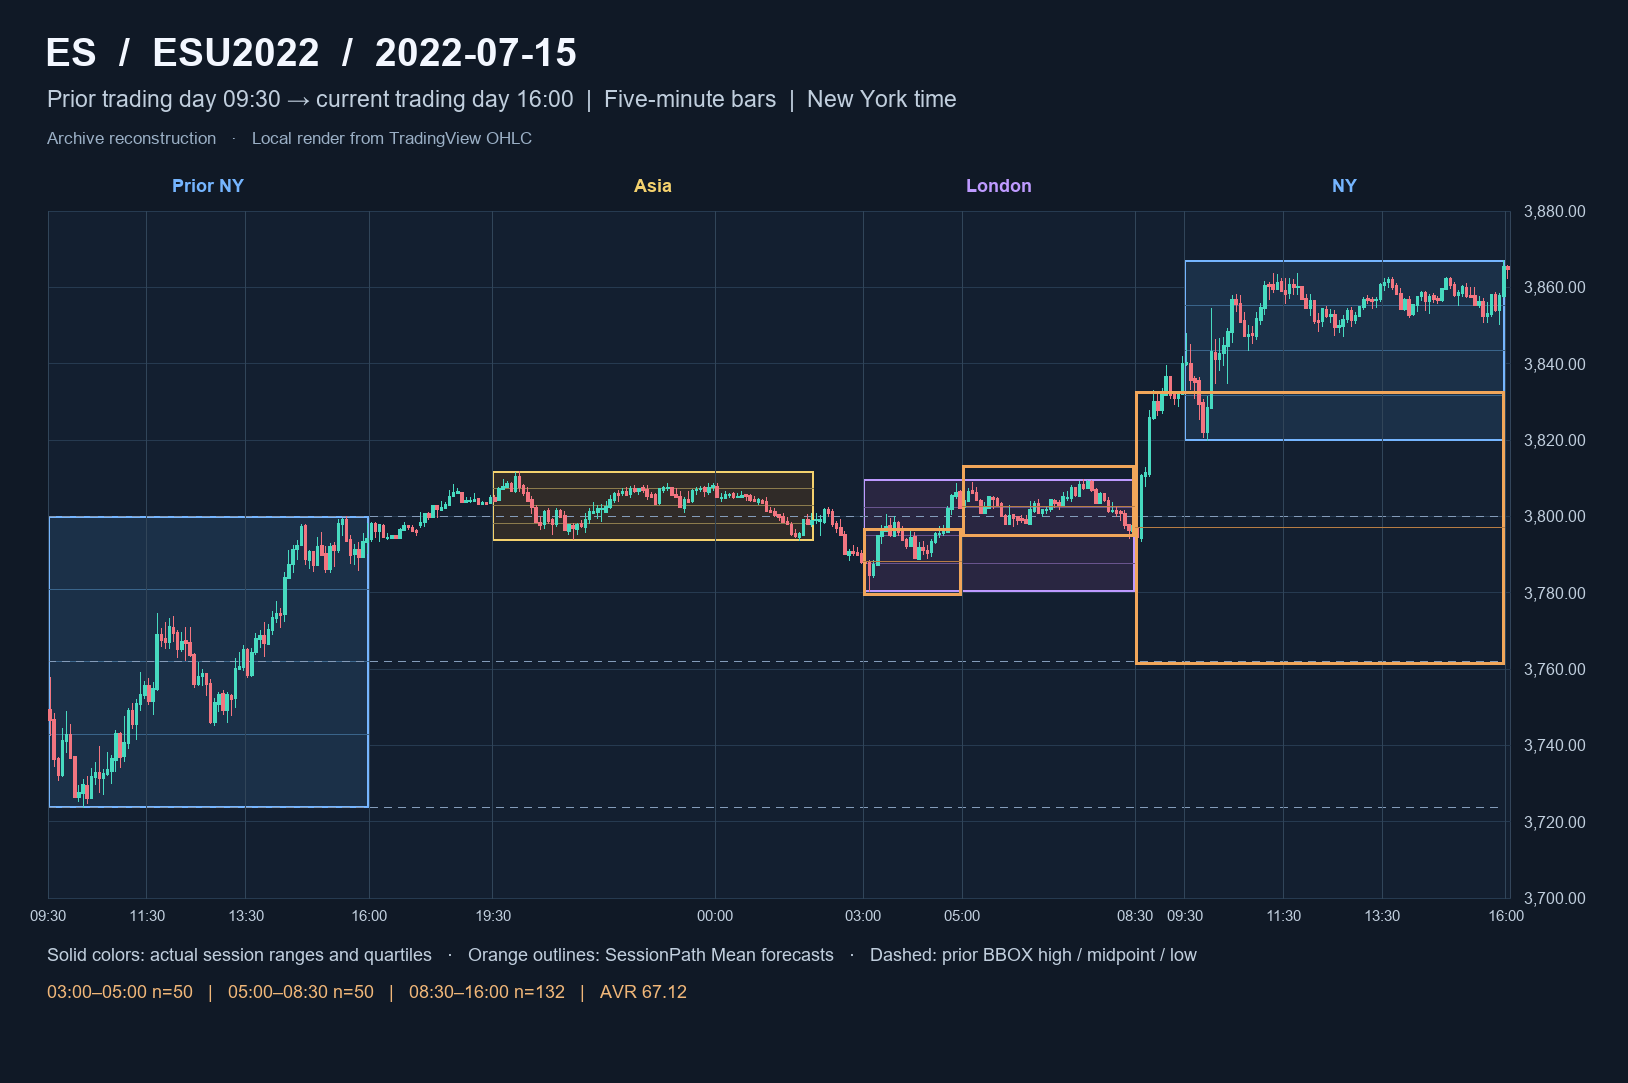 ES / ESU2022 / 2022-07-15
Prior trading day 09:30 → current trading day 16:00 | Five-minute bars | New York time
Archive reconstruction · Local render from TradingView OHLC
Prior NY Asia London NY
3,880.00
3,860.00
3,840.00
3,820.00
3,800.00
3,780.00
3,760.00
3,740.00
3,720.00
3,700.00
09:30 11:30 13:30 16:00 19:30 00:00 03:00 05:00 08:30 09:30 11:30 13:30 16:00
Solid colors: actual session ranges and quartiles · Orange outlines: SessionPath Mean forecasts · Dashed: prior BBOX high / midpoint / low
03:00–05:00 n=50 | 05:00–08:30 n=50 | 08:30–16:00 n=132 | AVR 67.12